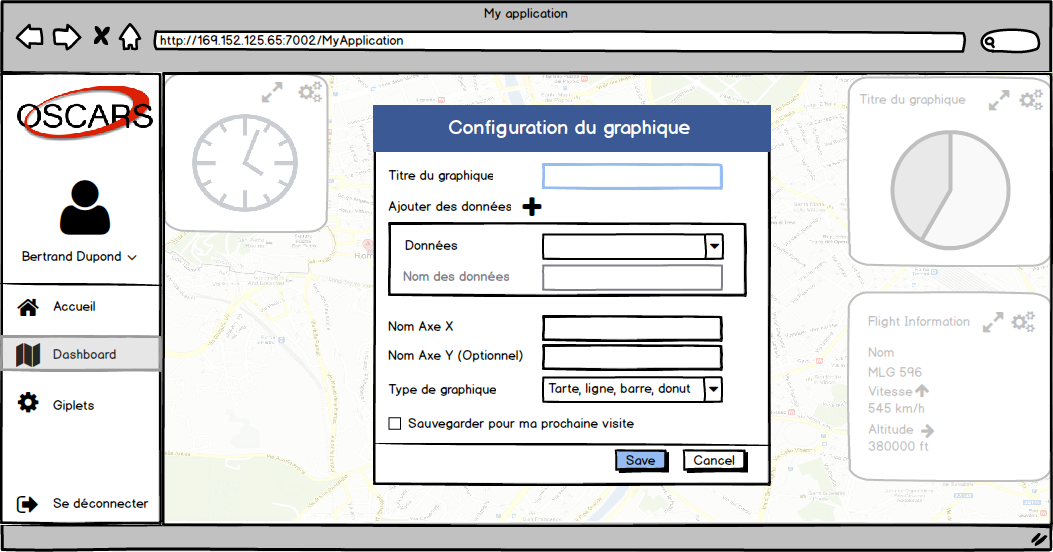 My application
http://169.152.125.65:7002/MyApplication
OSCARS
Bertrand Dupond
Accueil
Dashboard
Giplets
Se déconnecter
Configuration du graphique
Titre du graphique
Ajouter des données
Données
Nom des données
Nom Axe X
Nom Axe Y (Optionnel)
Type de graphique
Tarte, ligne, barre, donut
Sauvegarder pour ma prochaine visite
Save
Cancel
Titre du graphique
Flight Information
Nom
MLG 596
Vitesse
545 km/h
Altitude
380000 ft